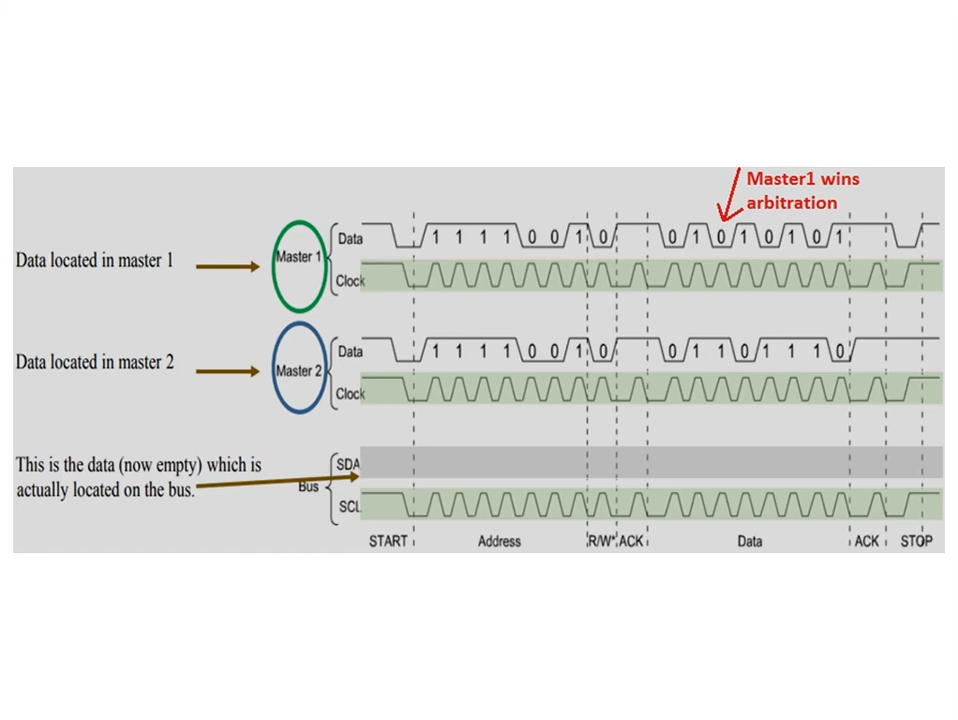 Master1 wins
arbitration
Data located in master 1
Master 1
Data
1 1 1 1 0 0 1 0 0 1 0 1 0 1 0 1
Clock
Data located in master 2
Master 2
Data
1 1 1 1 0 0 1 0 0 1 1 0 1 1 1 0
Clock
This is the data (now empty) which is
actually located on the bus.
Bus
SDA
SCL
START Address R/W* ACK Data ACK STOP